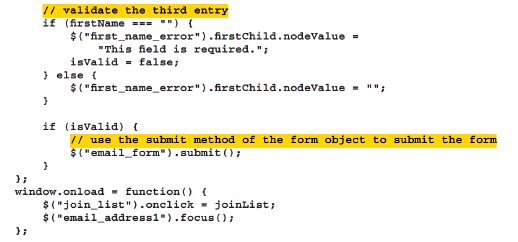 // validate the third entry
if (firstName === "") {
$("first_name_error").firstChild.nodeValue =
"This field is required.";
isValid = false;
} else {
$("first_name_error").firstChild.nodeValue = "";
}
if (isValid) {
// use the submit method of the form object to submit the form
$("email_form").submit();
}
};
window.onload = function() {
$("join_list").onclick = joinList;
$("email_address1").focus();
};